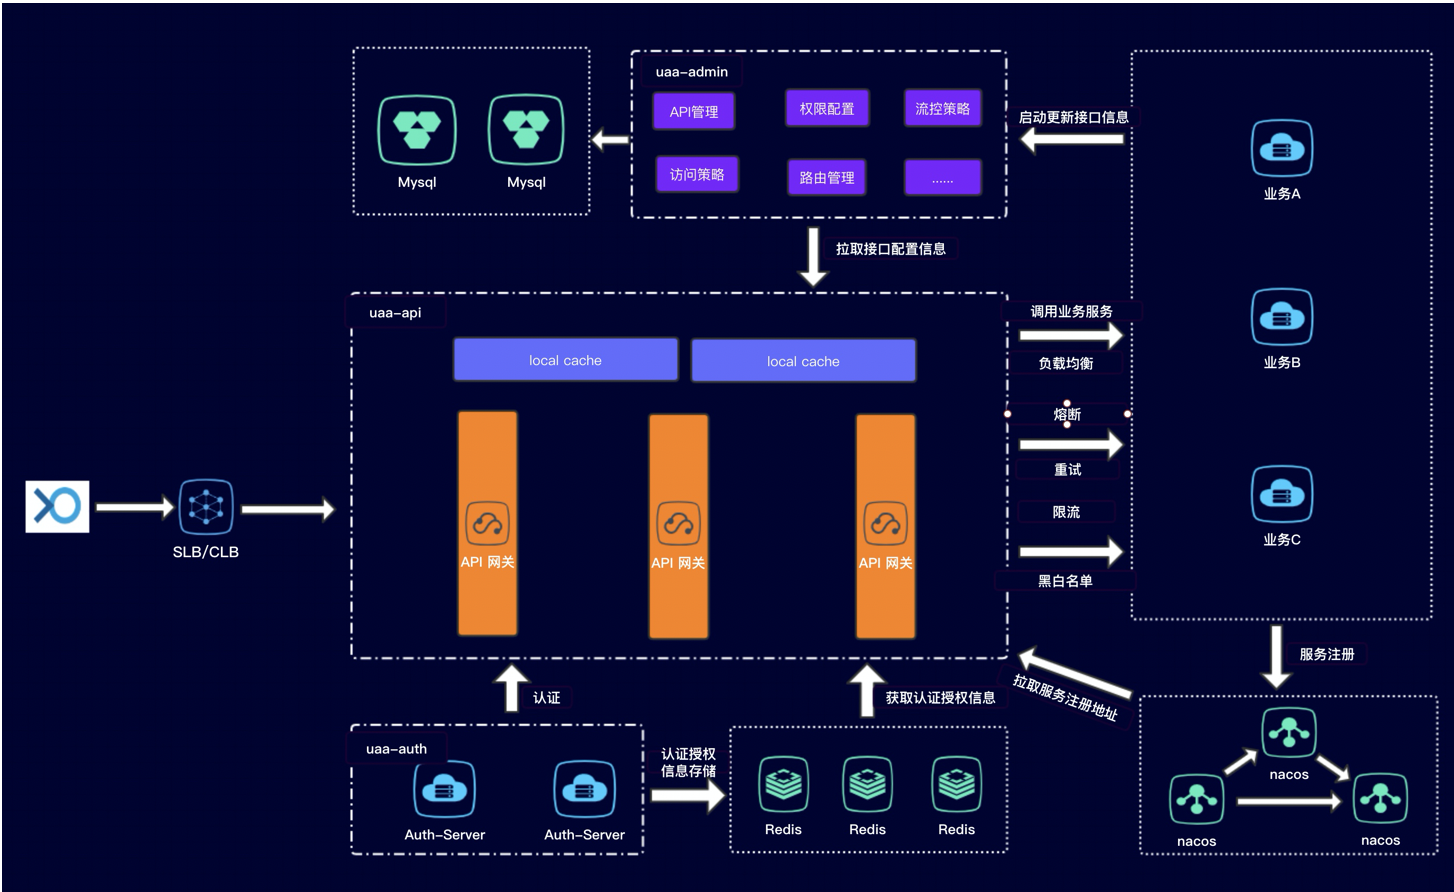 uaa-admin
API管理
权限配置
流控策略
访问策略
路由管理
......
Mysql
Mysql
启动更新接口信息
业务A
业务B
业务C
拉取接口配置信息
uaa-api
local cache
local cache
API 网关
API 网关
API 网关
调用业务服务
负载均衡
熔断
重试
限流
黑白名单
SLB/CLB
认证
获取认证授权信息
拉取服务注册地址
服务注册
uaa-auth
Auth-Server
Auth-Server
认证授权
信息存储
Redis
Redis
Redis
nacos
nacos
nacos